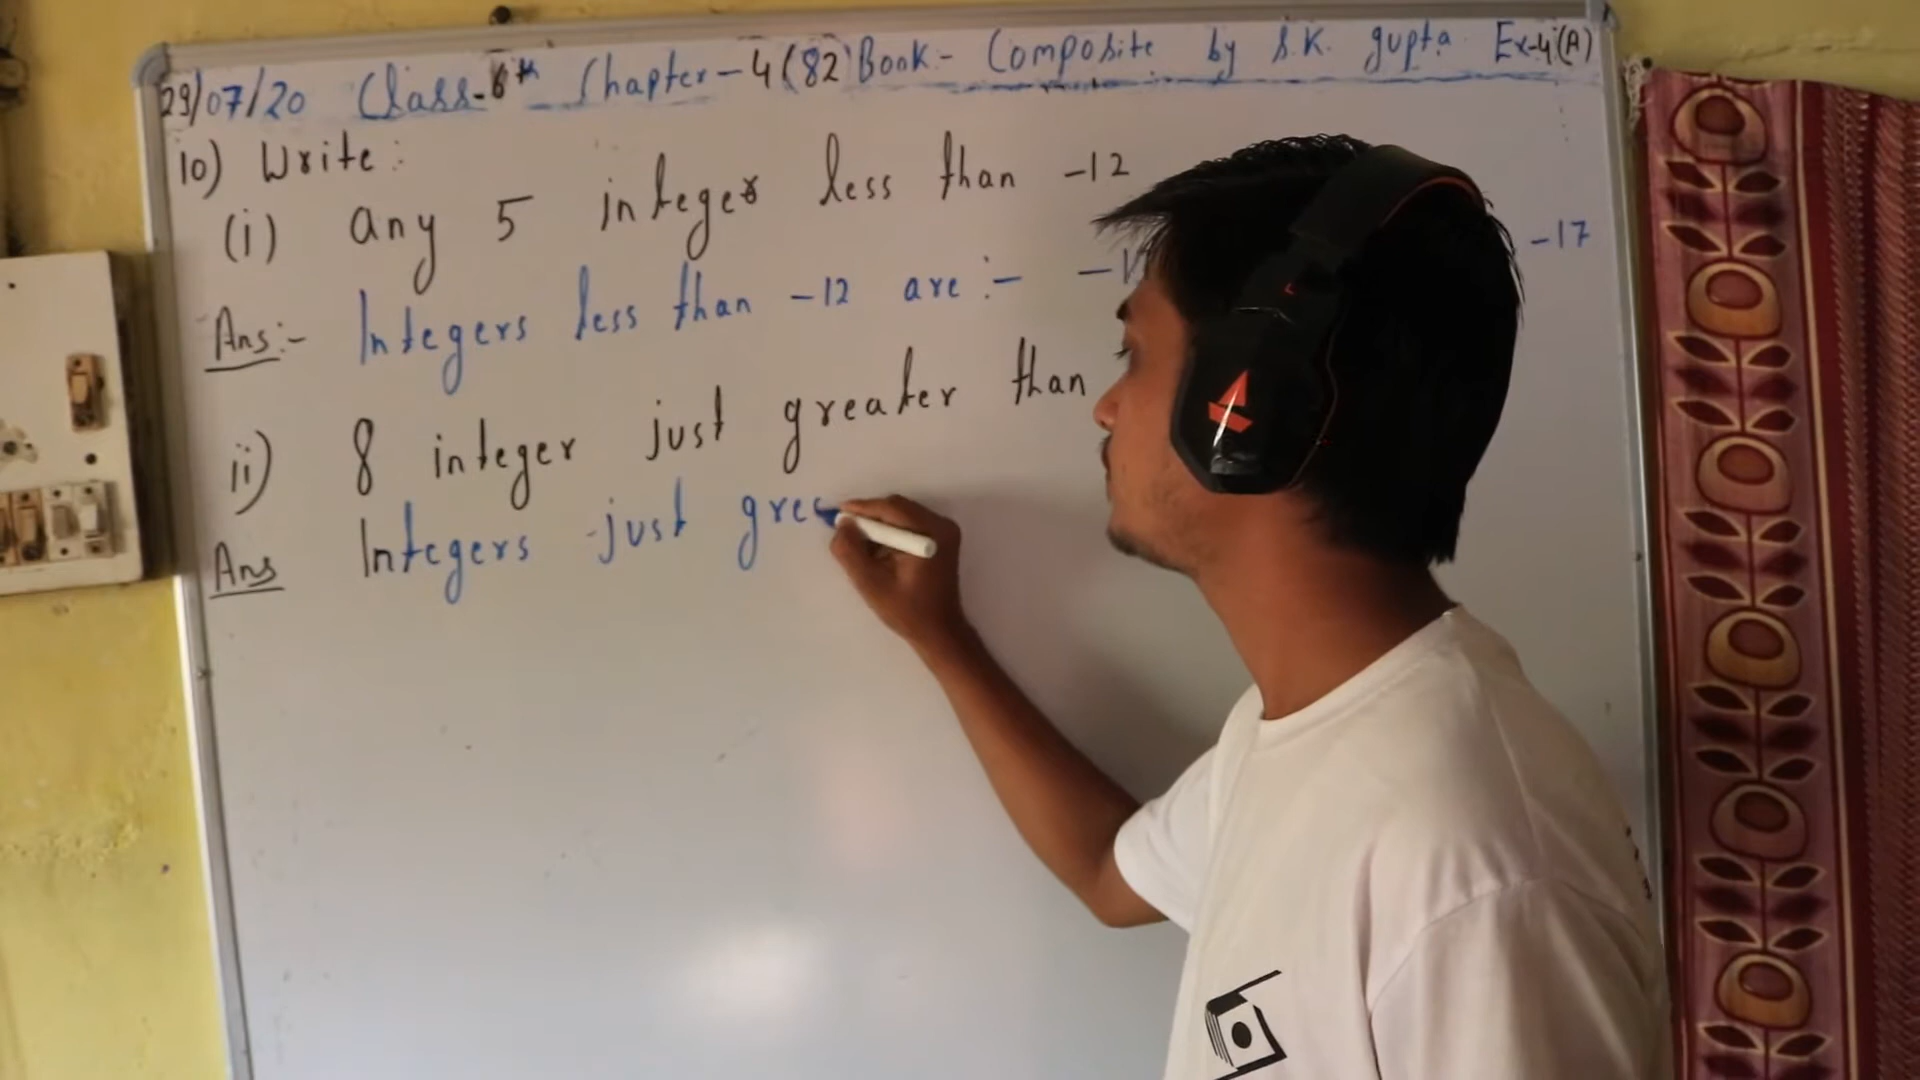 29/07/20 Class-6th Chapter-4(82) Book- Composite by S.K. gupta Ex-4(A)
10) Write:
(i) any 5 integer less than -12
Ans:- Integers less than -12 are :- -17
ii) 8 integer just greater than
Ans Integers just grea